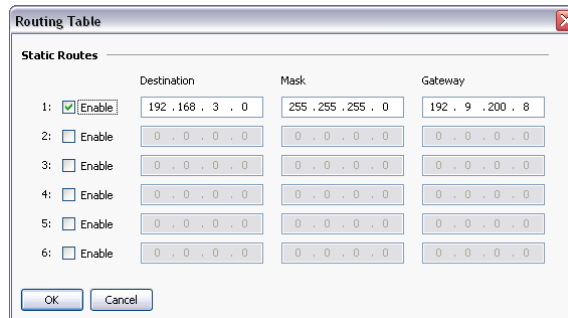 Routing Table
Static Routes
Destination Mask Gateway
1: Enable 192 . 168 . 3 . 0 255 . 255 . 255 . 0 192 . 9 . 200 . 8
2: Enable 0 . 0 . 0 . 0 0 . 0 . 0 . 0 0 . 0 . 0 . 0
3: Enable 0 . 0 . 0 . 0 0 . 0 . 0 . 0 0 . 0 . 0 . 0
4: Enable 0 . 0 . 0 . 0 0 . 0 . 0 . 0 0 . 0 . 0 . 0
5: Enable 0 . 0 . 0 . 0 0 . 0 . 0 . 0 0 . 0 . 0 . 0
6: Enable 0 . 0 . 0 . 0 0 . 0 . 0 . 0 0 . 0 . 0 . 0
OK Cancel